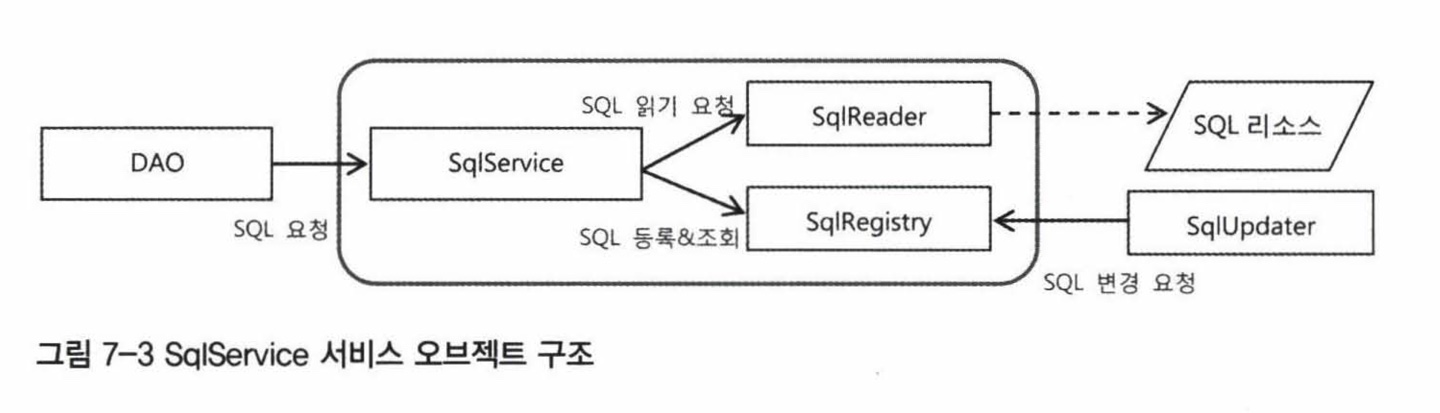 SQL 읽기 요청
SqlReader
SQL 리소스
DAO
SqlService
SqlRegistry
SqlUpdater
SQL 요청
SQL 등록&조회
SQL 변경 요청
그림 7-3 SqlService 서비스 오브젝트 구조